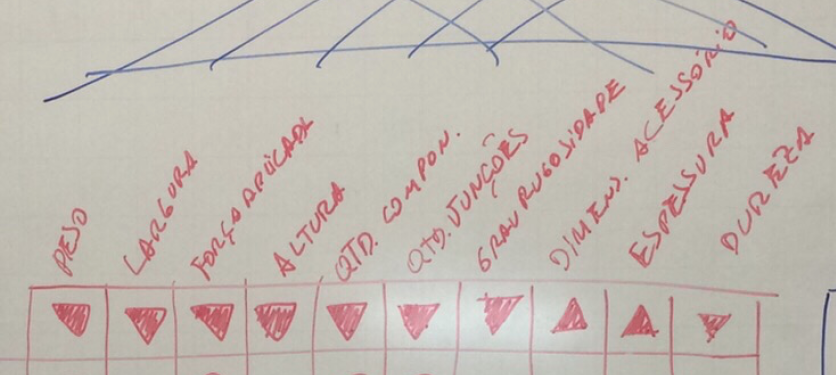 PESO
LARGURA
FORÇA APLICADA
ALTURA
QTD. COMPON.
QTD. JUNÇÕES
GRAU RUGOSIDADE
DIMENS. ACESSÓRIO
ESPESSURA
DUREZA